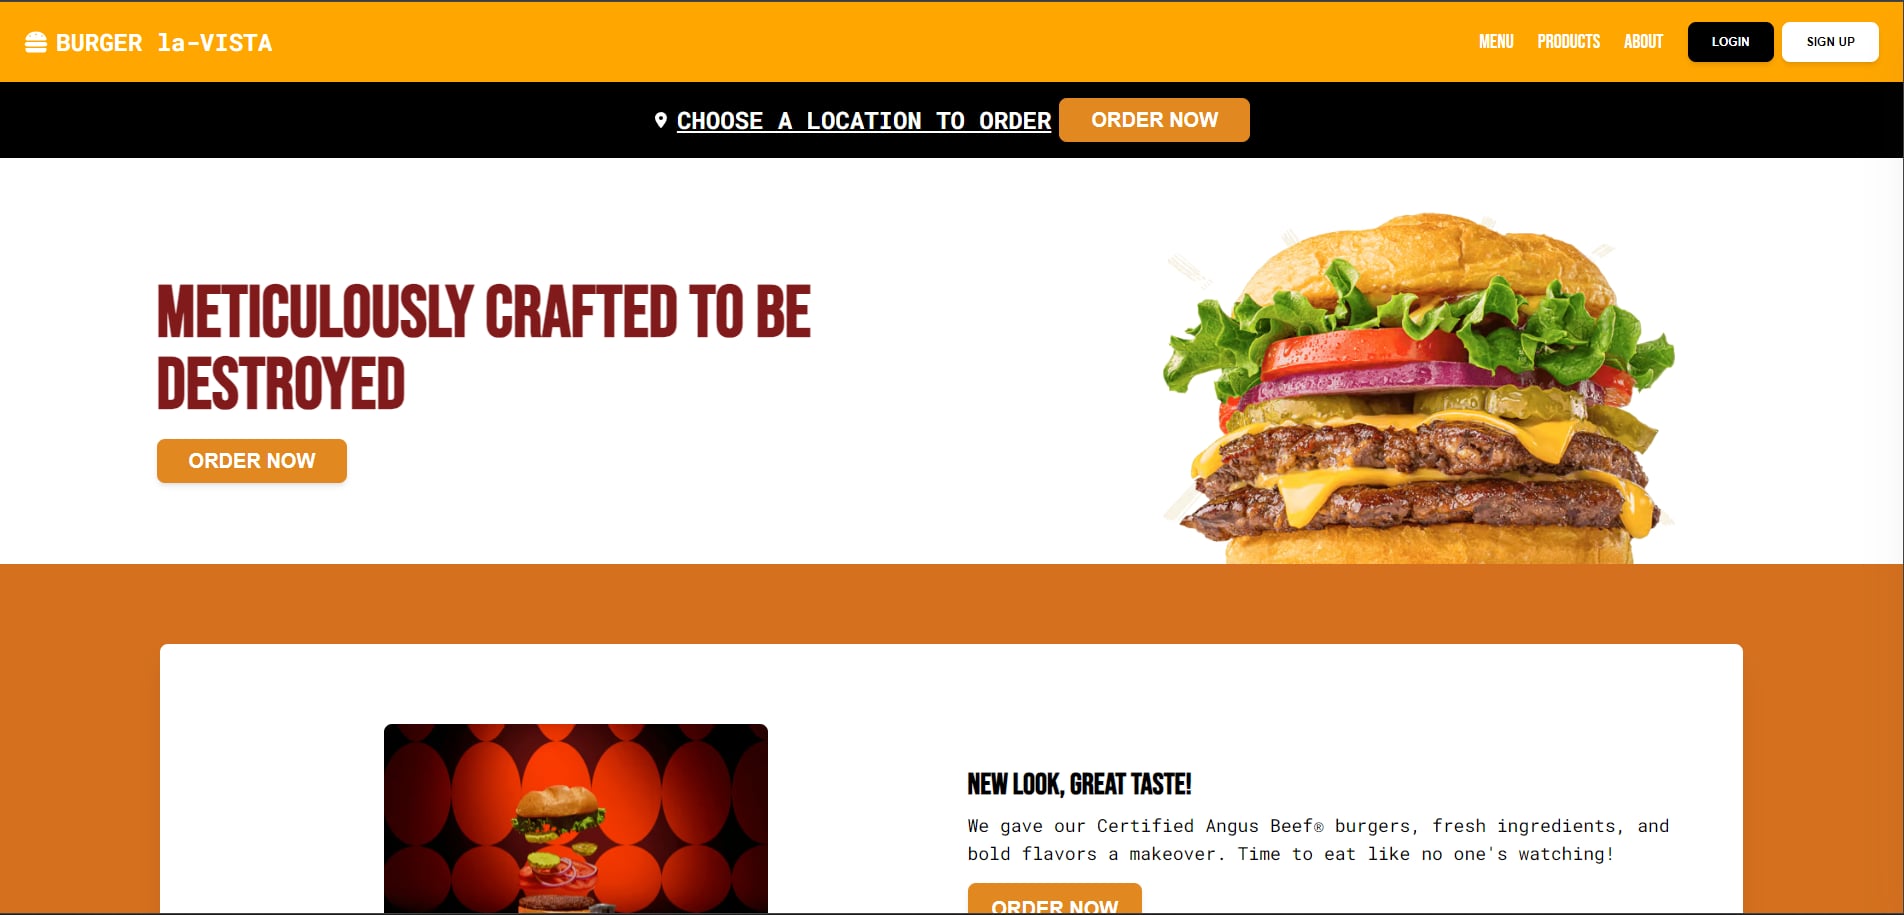 BURGER la-VISTA
MENU PRODUCTS ABOUT LOGIN SIGN UP
CHOOSE A LOCATION TO ORDER ORDER NOW
METICULOUSLY CRAFTED TO BE
DESTROYED
ORDER NOW
NEW LOOK, GREAT TASTE!
We gave our Certified Angus Beef® burgers, fresh ingredients, and
bold flavors a makeover. Time to eat like no one's watching!
ORDER NOW